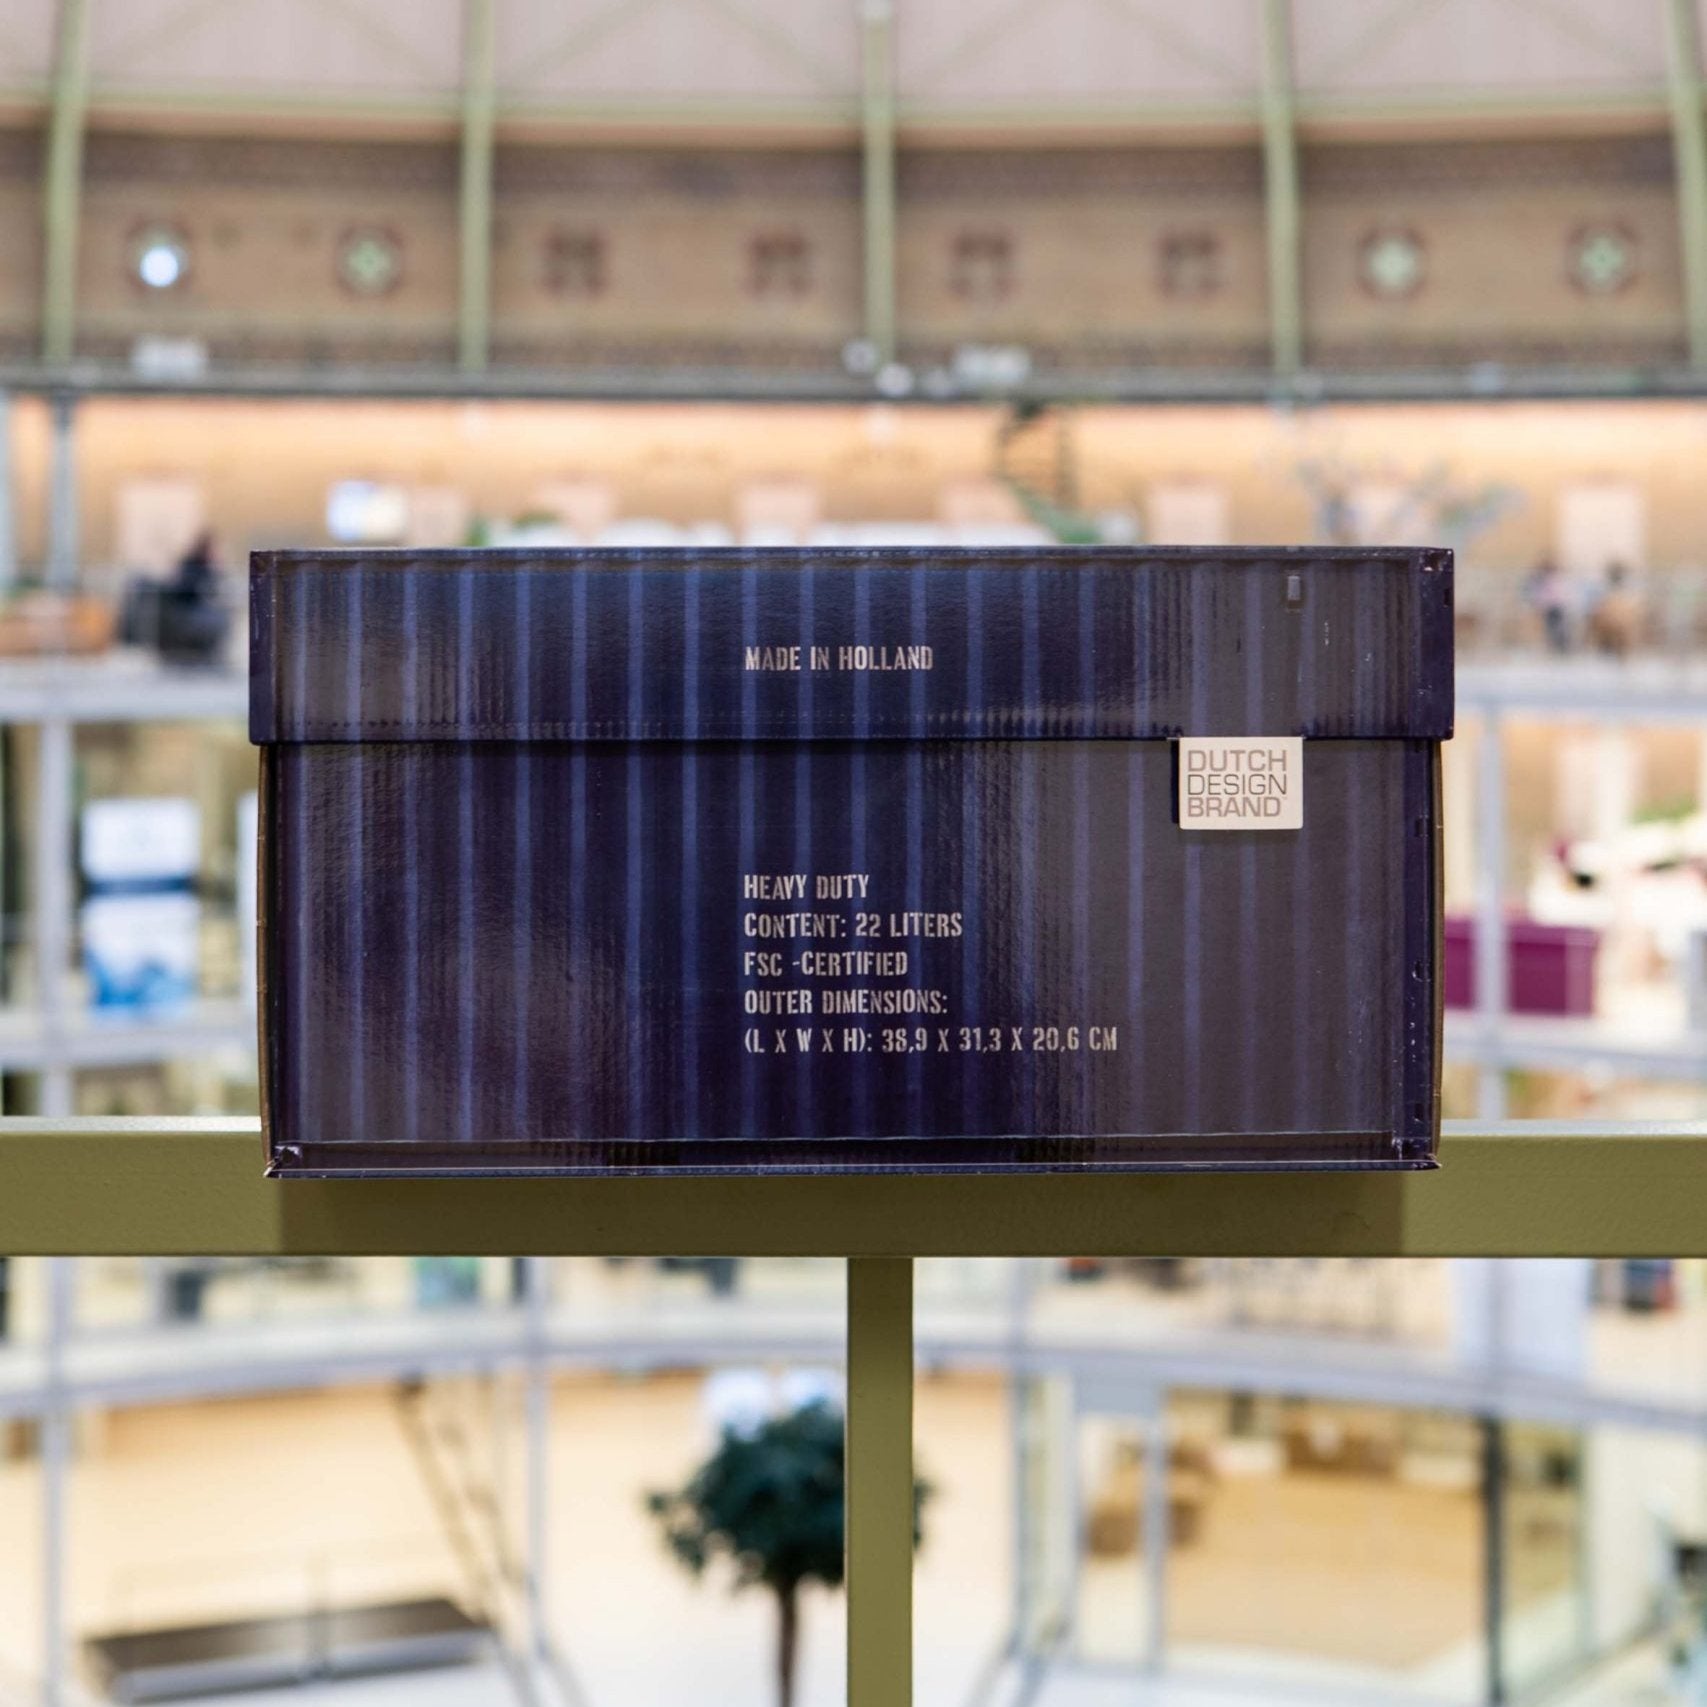 MADE IN HOLLAND
DUTCH
DESIGN
BRAND
HEAVY DUTY
CONTENT: 22 LITERS
FSC -CERTIFIED
OUTER DIMENSIONS:
(L X W X H): 38,9 X 31,3 X 20,6 CM